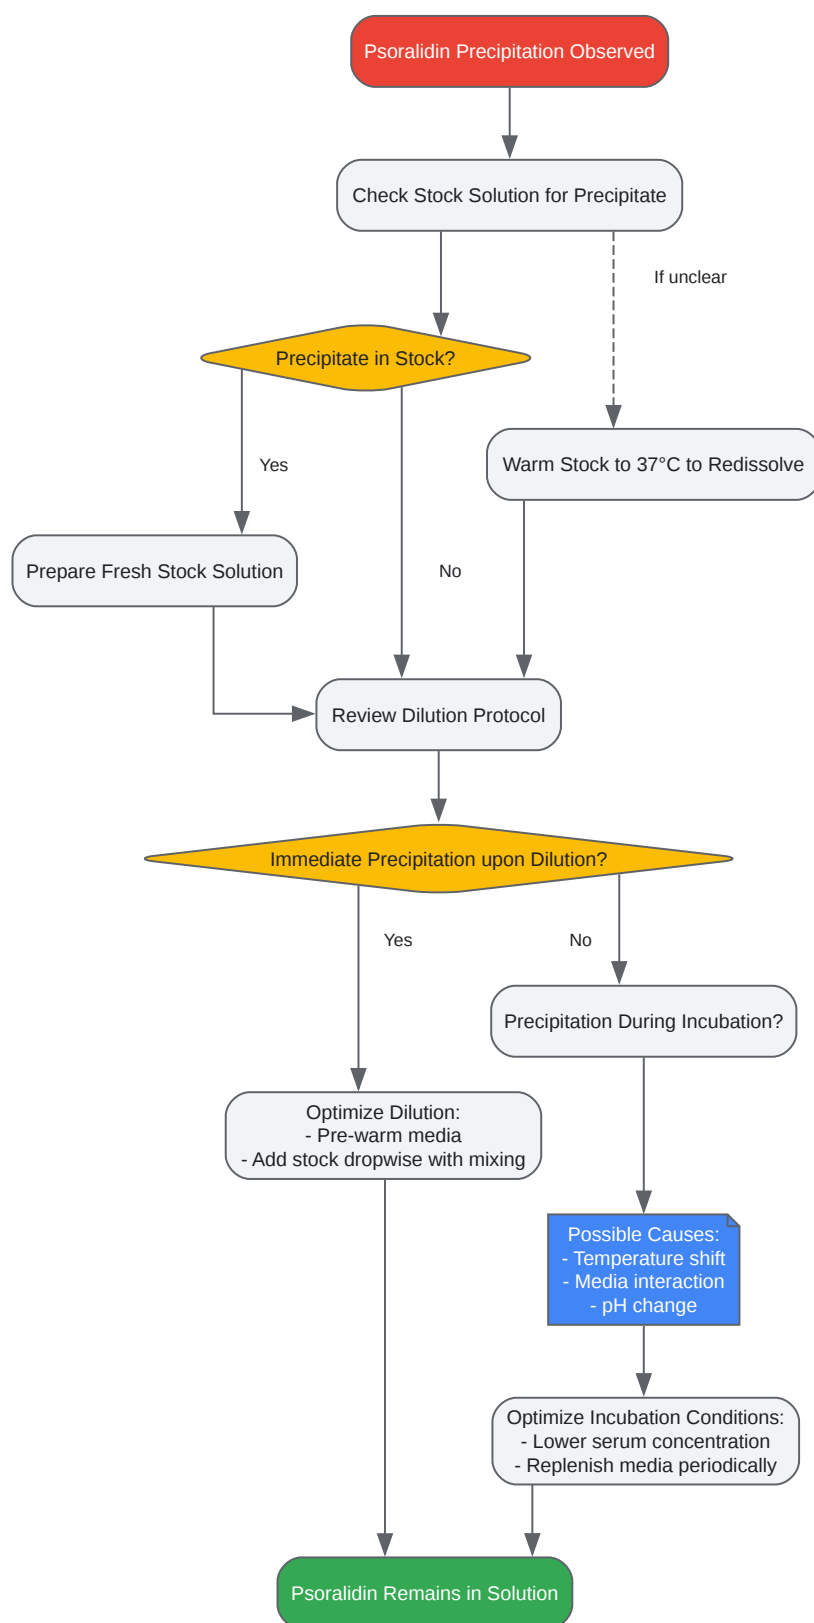 Psoralidin Precipitation Observed
Check Stock Solution for Precipitate
If unclear
Precipitate in Stock?
Yes
Warm Stock to 37°C to Redissolve
Prepare Fresh Stock Solution
No
Review Dilution Protocol
Immediate Precipitation upon Dilution?
Yes
No
Precipitation During Incubation?
Optimize Dilution:
- Pre-warm media
- Add stock dropwise with mixing
Possible Causes:
- Temperature shift
- Media interaction
- pH change
Optimize Incubation Conditions:
- Lower serum concentration
- Replenish media periodically
Psoralidin Remains in Solution